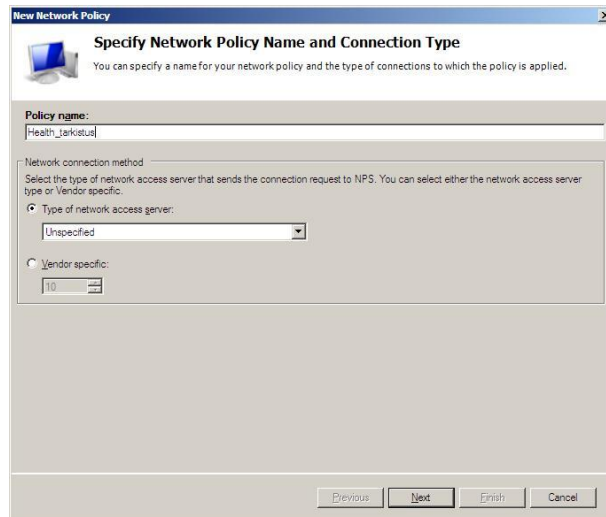 New Network Policy
Specify Network Policy Name and Connection Type
You can specify a name for your network policy and the type of connections to which the policy is applied.
Policy name:
Health_tarkistus
Network connection method
Select the type of network access server that sends the connection request to NPS. You can select either the network access server
type or Vendor specific.
Type of network access server:
Unspecified
Vendor specific:
10
Previous Next Finish Cancel